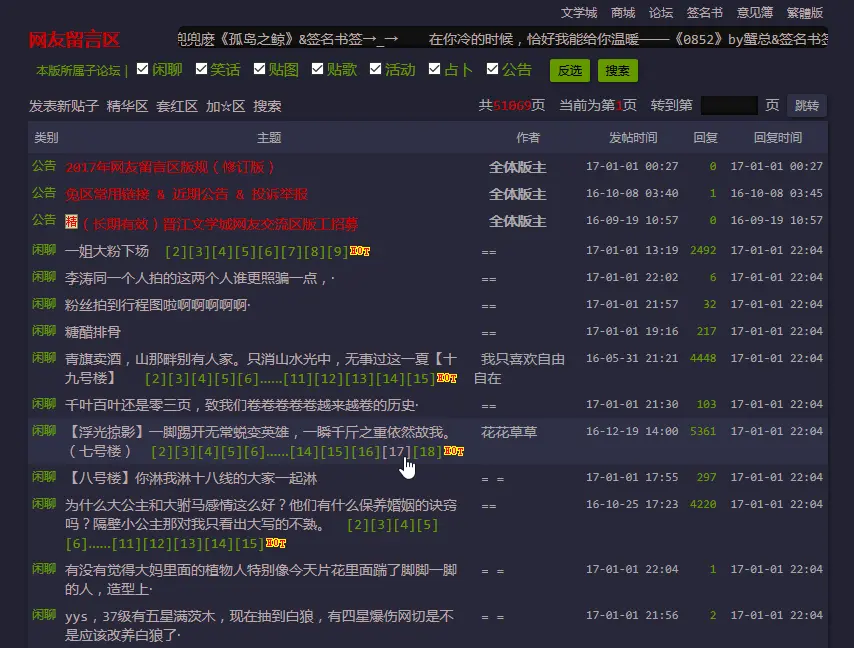 文学城 商城 论坛 签名书 意见簿 繁體版
网友留言区
兜兜麽《孤岛之鲸》&签名书签→_→ 在你冷的时候，恰好我能给你温暖——《0852》by蟹总&签名书签
本版所属子论坛 | 闲聊 笑话 贴图 贴歌 活动 占卜 公告 反选 搜索
发表新贴子 精华区 套红区 加☆区 搜索 共51069页 当前为第1页 转到第 页 跳转
类别 主题 作者 发帖时间 回复 回复时间
公告 2017年网友留言区版规（修订版） 全体版主 17-01-01 00:27 0 17-01-01 00:27
公告 兔区常用链接 & 近期公告 & 投诉举报 全体版主 16-10-08 03:40 1 16-10-08 03:45
公告 精（长期有效）晋江文学城网友交流区版工招募 全体版主 16-09-19 10:57 0 16-09-19 10:57
闲聊 一姐大粉下场 [2][3][4][5][6][7][8][9]HOT == 17-01-01 13:19 2492 17-01-01 22:04
闲聊 李涛同一个人拍的这两个人谁更照骗一点，· == 17-01-01 22:02 6 17-01-01 22:04
闲聊 粉丝拍到行程图啦啊啊啊啊啊· == 17-01-01 21:57 32 17-01-01 22:04
闲聊 糖醋排骨 == 17-01-01 19:16 217 17-01-01 22:04
闲聊 青旗卖酒，山那畔别有人家。只消山水光中，无事过这一夏【十 我只喜欢自由 16-05-31 21:21 4448 17-01-01 22:04
九号楼】 [2][3][4][5][6]……[11][12][13][14][15]HOT 自在
闲聊 千叶百叶还是零三页，致我们卷卷卷卷卷越来越卷的历史· == 17-01-01 21:30 103 17-01-01 22:04
闲聊 【浮光掠影】一脚踢开无常蜕变英雄，一瞬千斤之重依然故我。 花花草草 16-12-19 14:00 5361 17-01-01 22:04
（七号楼） [2][3][4][5][6]……[14][15][16][17][18]HOT
闲聊 【八号楼】你淋我淋十八线的大家一起淋 = = 17-01-01 17:55 297 17-01-01 22:04
闲聊 为什么大公主和大驸马感情这么好？他们有什么保养婚姻的诀窍 == 16-10-25 17:23 4220 17-01-01 22:04
吗？隔壁小公主那对我只看出大写的不熟。 [2][3][4][5]
[6]……[11][12][13][14][15]HOT
闲聊 有没有觉得大妈里面的植物人特别像今天片花里面踹了脚脚一脚 = = 17-01-01 22:04 1 17-01-01 22:04
的人，造型上·
闲聊 yys，37级有五星满茨木，现在抽到白狼，有四星爆伤网切是不 = = 17-01-01 21:56 2 17-01-01 22:04
是应该改养白狼了·